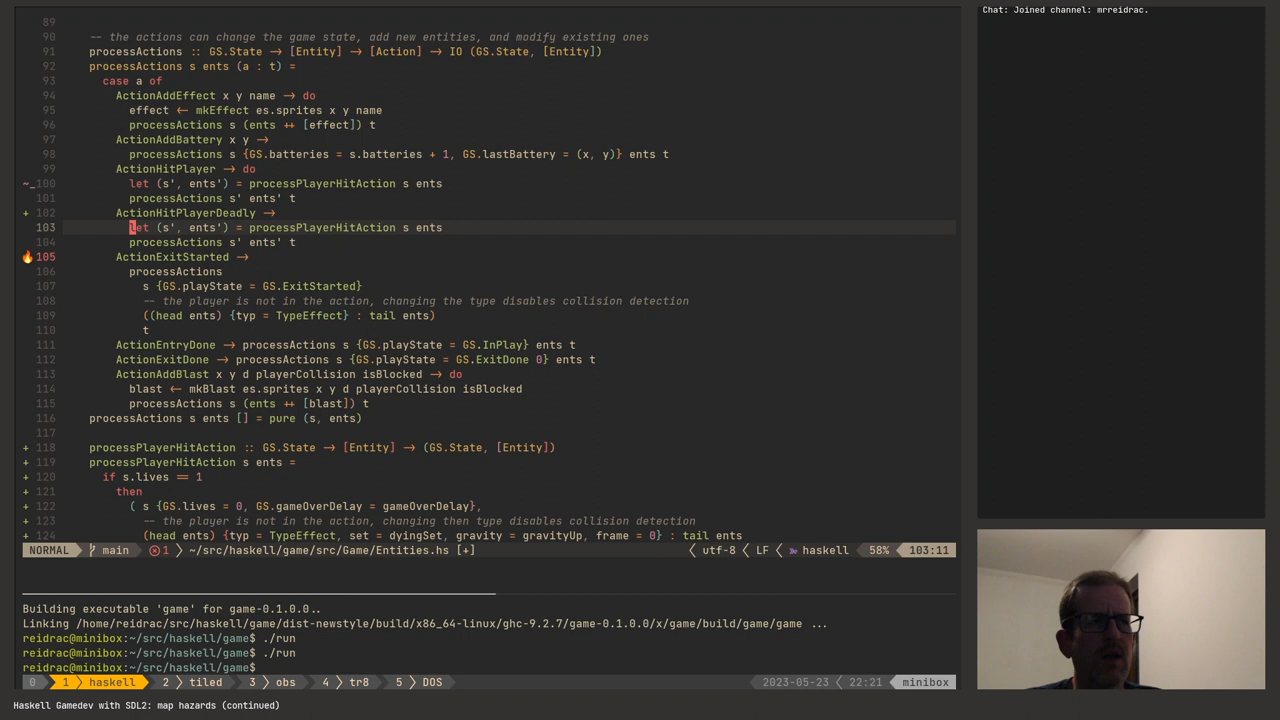 Chat: Joined channel: mrreidrac.
89
90 -- the actions can change the game state, add new entities, and modify existing ones
91 processActions :: GS.State → [Entity] → [Action] → IO (GS.State, [Entity])
92 processActions s ents (a : t) =
93 case a of
94 ActionAddEffect x y name → do
95 effect ← mkEffect es.sprites x y name
96 processActions s (ents ++ [effect]) t
97 ActionAddBattery x y →
98 processActions s {GS.batteries = s.batteries + 1, GS.lastBattery = (x, y)} ents t
99 ActionHitPlayer → do
~_100 let (s', ents') = processPlayerHitAction s ents
101 processActions s' ents' t
+ 102 ActionHitPlayerDeadly →
103 let (s', ents') = processPlayerHitAction s ents
104 processActions s' ents' t
🔥105 ActionExitStarted →
106 processActions
107 s {GS.playState = GS.ExitStarted}
108 -- the player is not in the action, changing the type disables collision detection
109 ((head ents) {typ = TypeEffect} : tail ents)
110 t
111 ActionEntryDone → processActions s {GS.playState = GS.InPlay} ents t
112 ActionExitDone → processActions s {GS.playState = GS.ExitDone 0} ents t
113 ActionAddBlast x y d playerCollision isBlocked → do
114 blast ← mkBlast es.sprites x y d playerCollision isBlocked
115 processActions s (ents ++ [blast]) t
116 processActions s ents [] = pure (s, ents)
117
+ 118 processPlayerHitAction :: GS.State → [Entity] → (GS.State, [Entity])
+ 119 processPlayerHitAction s ents =
+ 120 if s.lives == 1
+ 121 then
+ 122 ( s {GS.lives = 0, GS.gameOverDelay = gameOverDelay},
+ 123 -- the player is not in the action, changing then type disables collision detection
+ 124 (head ents) {typ = TypeEffect, set = dyingSet, gravity = gravityUp, frame = 0} : tail ents
NORMAL main 1 ~/src/haskell/game/src/Game/Entities.hs [+] utf-8 LF haskell 58% 103:11
Building executable 'game' for game-0.1.0.0..
Linking /home/reidrac/src/haskell/game/dist-newstyle/build/x86_64-linux/ghc-9.2.7/game-0.1.0.0/x/game/build/game/game ...
reidrac@minibox:~/src/haskell/game$ ./run
reidrac@minibox:~/src/haskell/game$ ./run
reidrac@minibox:~/src/haskell/game$
0 1 haskell 2 tiled 3 obs 4 tr8 5 DOS 2023-05-23 22:21 minibox
Haskell Gamedev with SDL2: map hazards (continued)